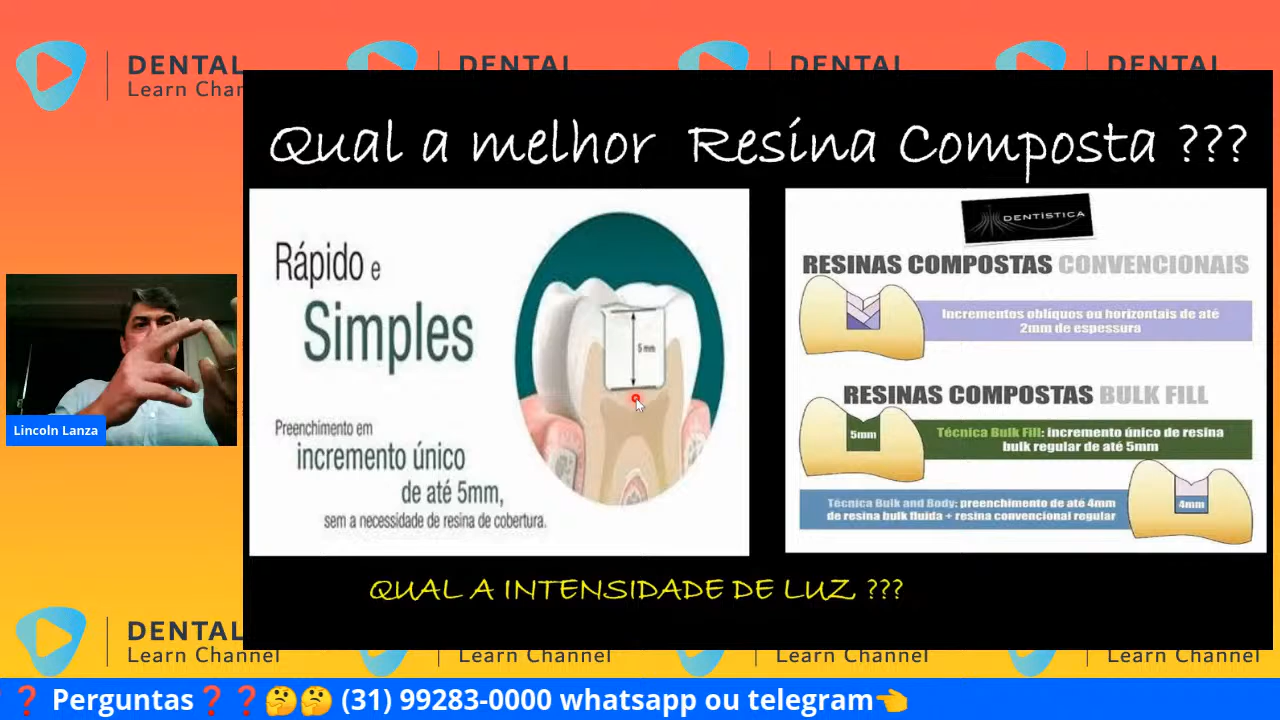 DENTAL
Learn Chan
DENTAL
DENTAL
DENTAL
Qual a melhor Resina Composta ???
Rápido e
Simples
5 mm
Preenchimento em
incremento único
de até 5mm,
sem a necessidade de resina de cobertura.
DENTÍSTICA
RESINAS COMPOSTAS CONVENCIONAIS
Incrementos oblíquos ou horizontais de até
2mm de espessura
RESINAS COMPOSTAS BULK FILL
5mm
Técnica Bulk Fill: incremento único de resina
bulk regular de até 5mm
Técnica Bulk and Body: preenchimento de até 4mm
de resina bulk fluida + resina convencional regular
4mm
Lincoln Lanza
QUAL A INTENSIDADE DE LUZ ???
DENTAL
Learn Channel
Learn Channel
Learn Channel
Learn Channel
❓ Perguntas❓❓🤔🤔 (31) 99283-0000 whatsapp ou telegram👈